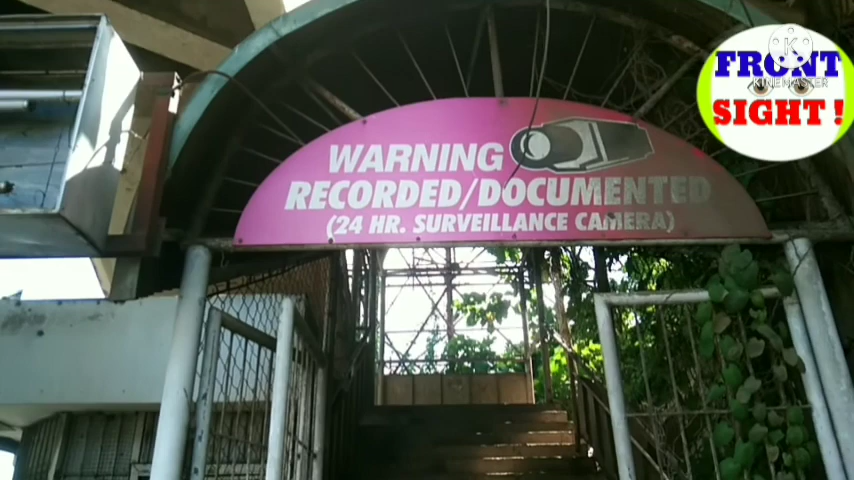 WARNING
RECORDED/DOCUMENTED
(24 HR. SURVEILLANCE CAMERA)
FRONT
SIGHT!
K
KINEMASTER